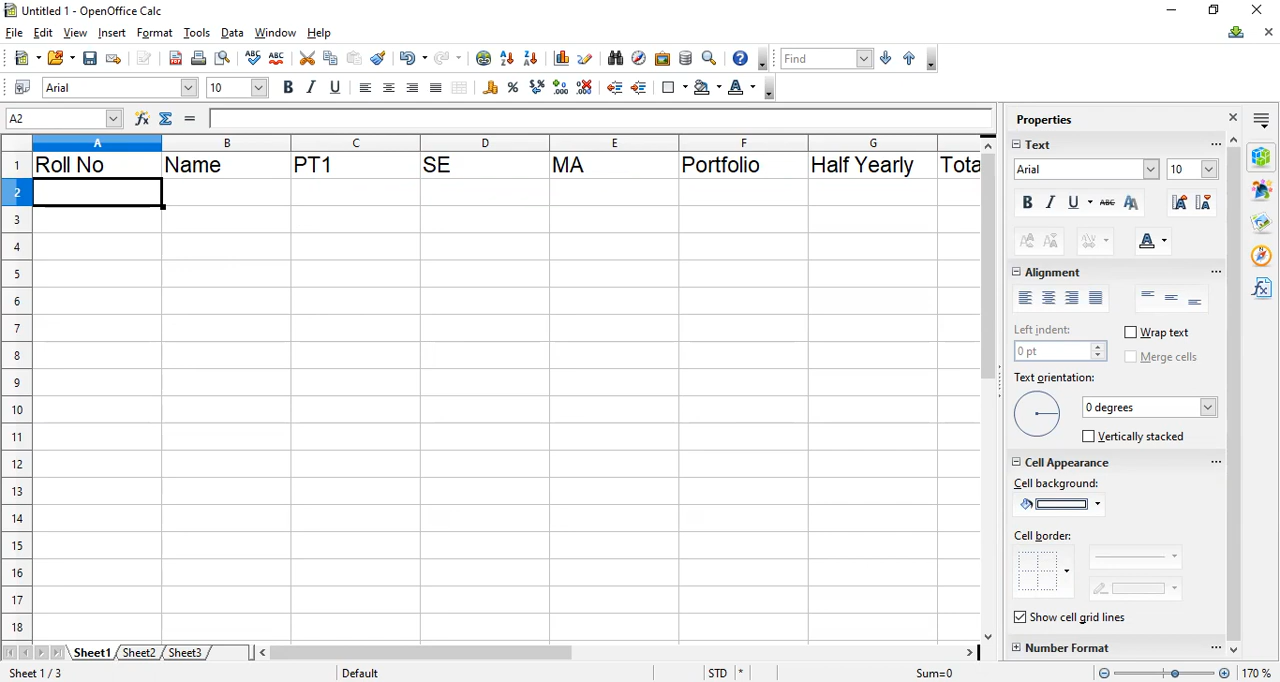 Untitled 1 - OpenOffice Calc
File Edit View Insert Format Tools Data Window Help
Find
Arial 10
A2
A B C D E F G
1 Roll No Name PT1 SE MA Portfolio Half Yearly Tota
2
3
4
5
6
7
8
9
10
11
12
13
14
15
16
17
18
Sheet1 Sheet2 Sheet3
Sheet 1 / 3 Default STD * Sum=0 170 %
Properties
Text
Arial 10
Alignment
Left indent:
0 pt
Wrap text
Merge cells
Text orientation:
0 degrees
Vertically stacked
Cell Appearance
Cell background:
Cell border:
Show cell grid lines
Number Format